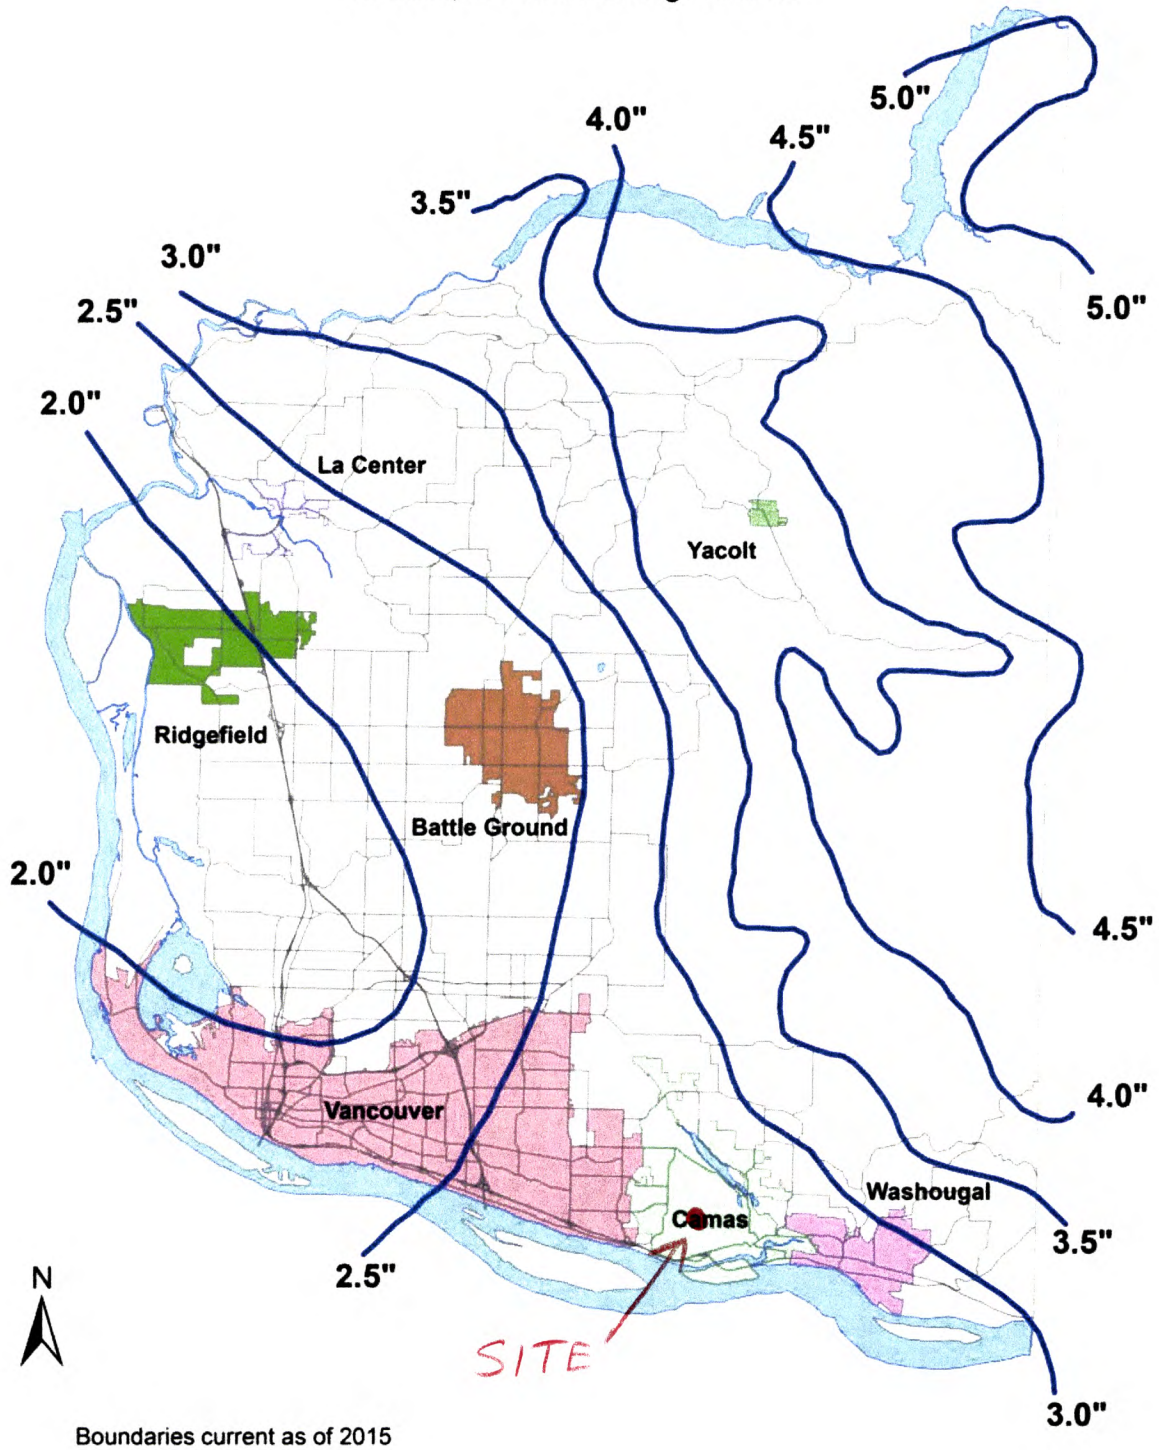 5.0"
4.0"
4.5"
3.5"
3.0"
2.5"
5.0"
2.0"
La Center
Yacolt
Ridgefield
Battle Ground
2.0"
4.5"
Vancouver
4.0"
Washougal
Camas
3.5"
2.5"
N
SITE
3.0"
Boundaries current as of 2015